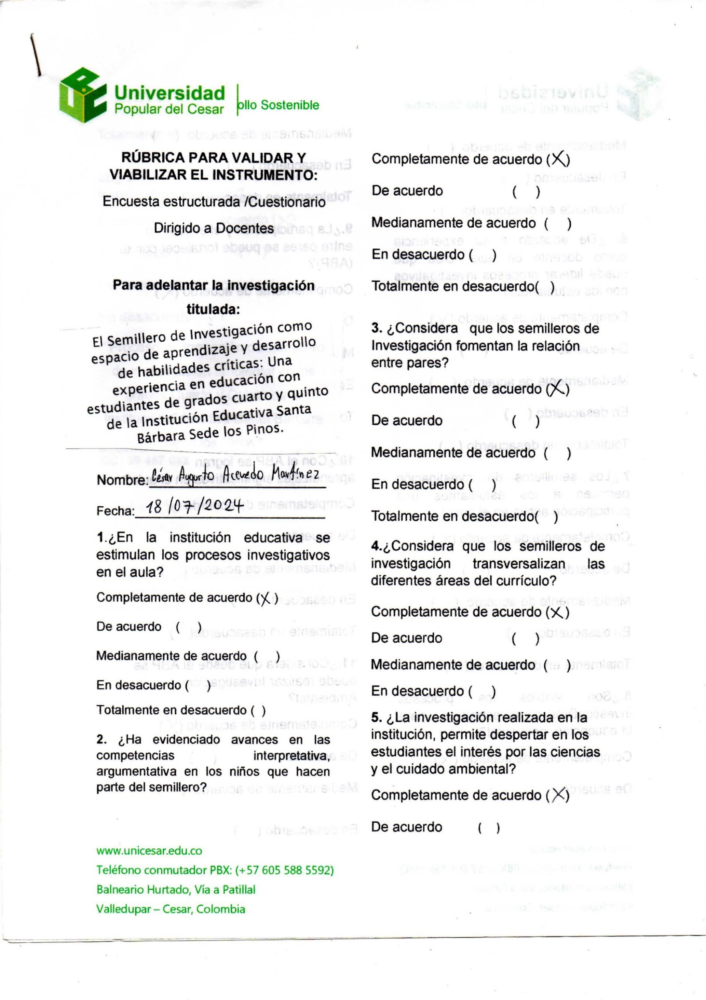 Universidad
Popular del Cesar
ollo Sostenible
RÚBRICA PARA VALIDAR Y
VIABILIZAR EL INSTRUMENTO:
Encuesta estructurada /Cuestionario
Dirigido a Docentes
Para adelantar la investigación
titulada:
El Semillero de Investigación como
espacio de aprendizaje y desarrollo
de habilidades críticas: Una
experiencia en educación con
estudiantes de grados cuarto y quinto
de la Institución Educativa Santa
Bárbara Sede los Pinos.
Nombre: César Augusto Acevedo Martínez
Fecha: 18/07/2024
1.¿En la institución educativa se
estimulan los procesos investigativos
en el aula?
Completamente de acuerdo (X)
De acuerdo ( )
Medianamente de acuerdo ( )
En desacuerdo ( )
Totalmente en desacuerdo ( )
2. ¿Ha evidenciado avances en las
competencias interpretativa,
argumentativa en los niños que hacen
parte del semillero?
Completamente de acuerdo (X)
De acuerdo ( )
Medianamente de acuerdo ( )
En desacuerdo ( )
Totalmente en desacuerdo( )
3. ¿Considera que los semilleros de
Investigación fomentan la relación
entre pares?
Completamente de acuerdo (X)
De acuerdo ( )
Medianamente de acuerdo ( )
En desacuerdo ( )
Totalmente en desacuerdo( )
4.¿Considera que los semilleros de
investigación transversalizan las
diferentes áreas del currículo?
Completamente de acuerdo (X)
De acuerdo ( )
Medianamente de acuerdo ( )
En desacuerdo ( )
5. ¿La investigación realizada en la
institución, permite despertar en los
estudiantes el interés por las ciencias
y el cuidado ambiental?
Completamente de acuerdo (X)
De acuerdo ( )
www.unicesar.edu.co
Teléfono conmutador PBX: (+57 605 588 5592)
Balneario Hurtado, Vía a Patillal
Valledupar – Cesar, Colombia